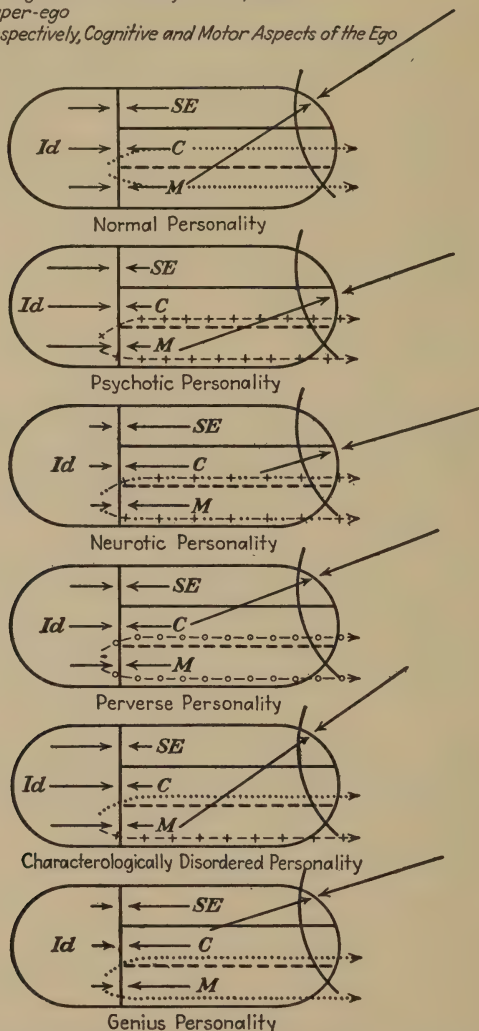 per-ego
spectively, Cognitive and Motor Aspects of the Ego
SE
Id C
M
Normal Personality
SE
Id C
M
Psychotic Personality
SE
Id C
M
Neurotic Personality
SE
Id C
M
Perverse Personality
SE
Id C
M
Characterologically Disordered Personality
SE
Id C
M
Genius Personality